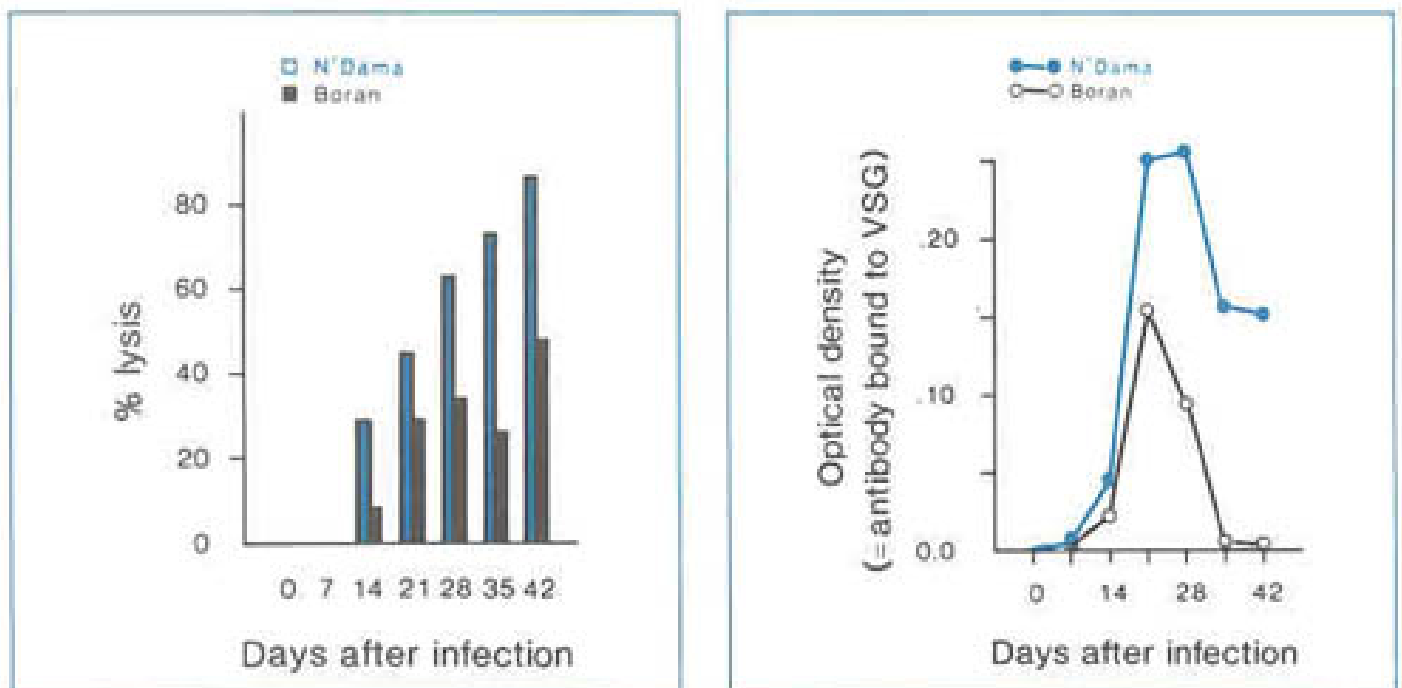 N'Dama
Boran
80
60
40
20
0
% lysis
0 7 14 21 28 35 42
Days after infection
N'Dama
Boran
.20
.10
0.0
Optical density
(=antibody bound to VSG)
0 14 28 42
Days after infection